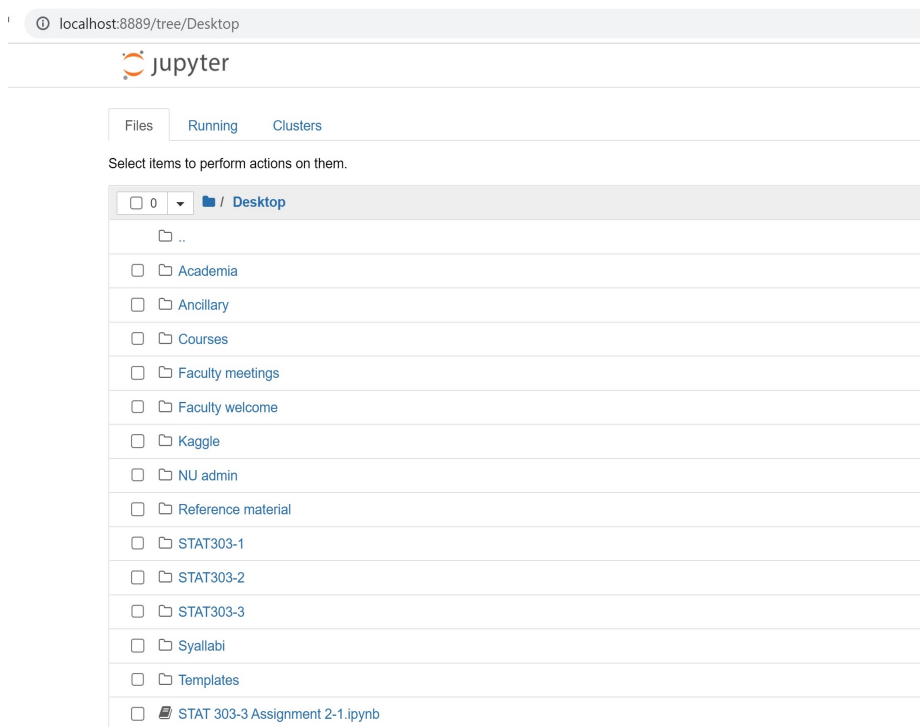 localhost:8889/tree/Desktop
jupyter
Files Running Clusters
Select items to perform actions on them.
0 / Desktop
..
Academia
Ancillary
Courses
Faculty meetings
Faculty welcome
Kaggle
NU admin
Reference material
STAT303-1
STAT303-2
STAT303-3
Syallabi
Templates
STAT 303-3 Assignment 2-1.ipynb